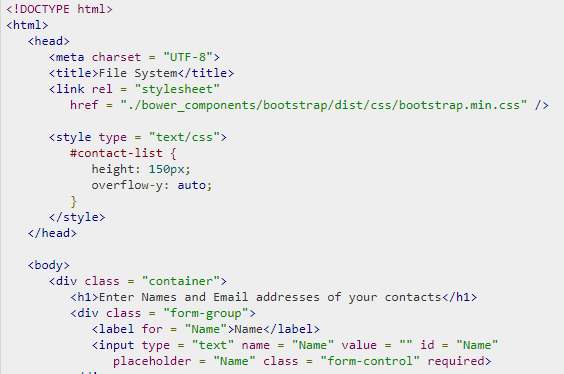 <!DOCTYPE html>
<html>
<head>
<meta charset = "UTF-8">
<title>File System</title>
<link rel = "stylesheet"
href = "./bower_components/bootstrap/dist/css/bootstrap.min.css" />
<style type = "text/css">
#contact-list {
height: 150px;
overflow-y: auto;
}
</style>
</head>
<body>
<div class = "container">
<h1>Enter Names and Email addresses of your contacts</h1>
<div class = "form-group">
<label for = "Name">Name</label>
<input type = "text" name = "Name" value = "" id = "Name"
placeholder = "Name" class = "form-control" required>